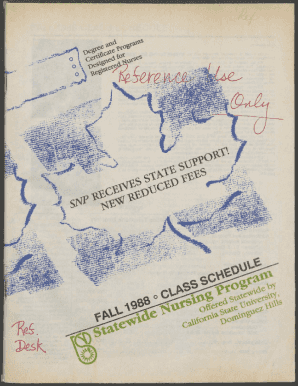 Degree and
Certificate Programs
Designed for
Registered Nurses
Reference Use
Only
SNP RECEIVES STATE SUPPORT!
NEW REDUCED FEES
FALL 1988 • CLASS SCHEDULE
Statewide Nursing Program
Offered Statewide by
California State University,
Dominguez Hills
Res.
Desk